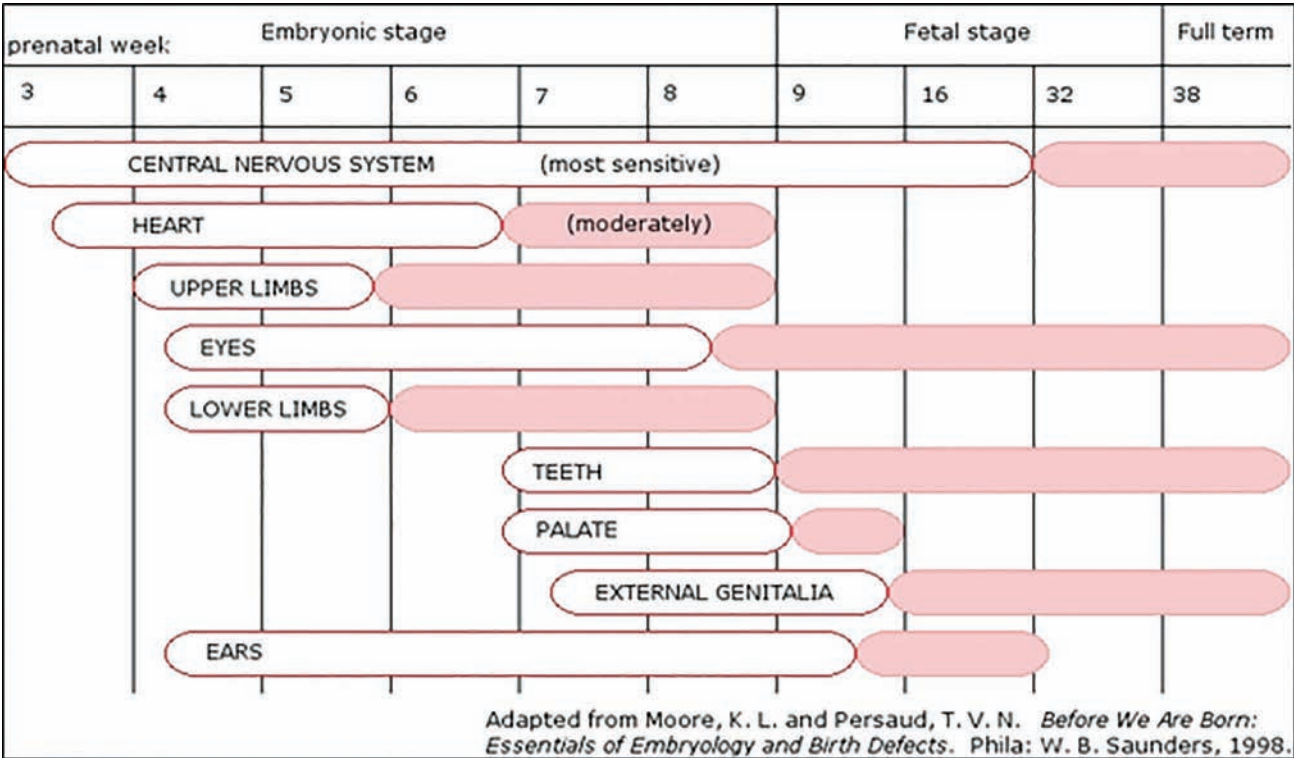 prenatal week Embryonic stage Fetal stage Full term
3 4 5 6 7 8 9 16 32 38
CENTRAL NERVOUS SYSTEM (most sensitive)
HEART (moderately)
UPPER LIMBS
EYES
LOWER LIMBS
TEETH
PALATE
EXTERNAL GENITALIA
EARS
Adapted from Moore, K. L. and Persaud, T. V. N. Before We Are Born:
Essentials of Embryology and Birth Defects. Phila: W. B. Saunders, 1998.